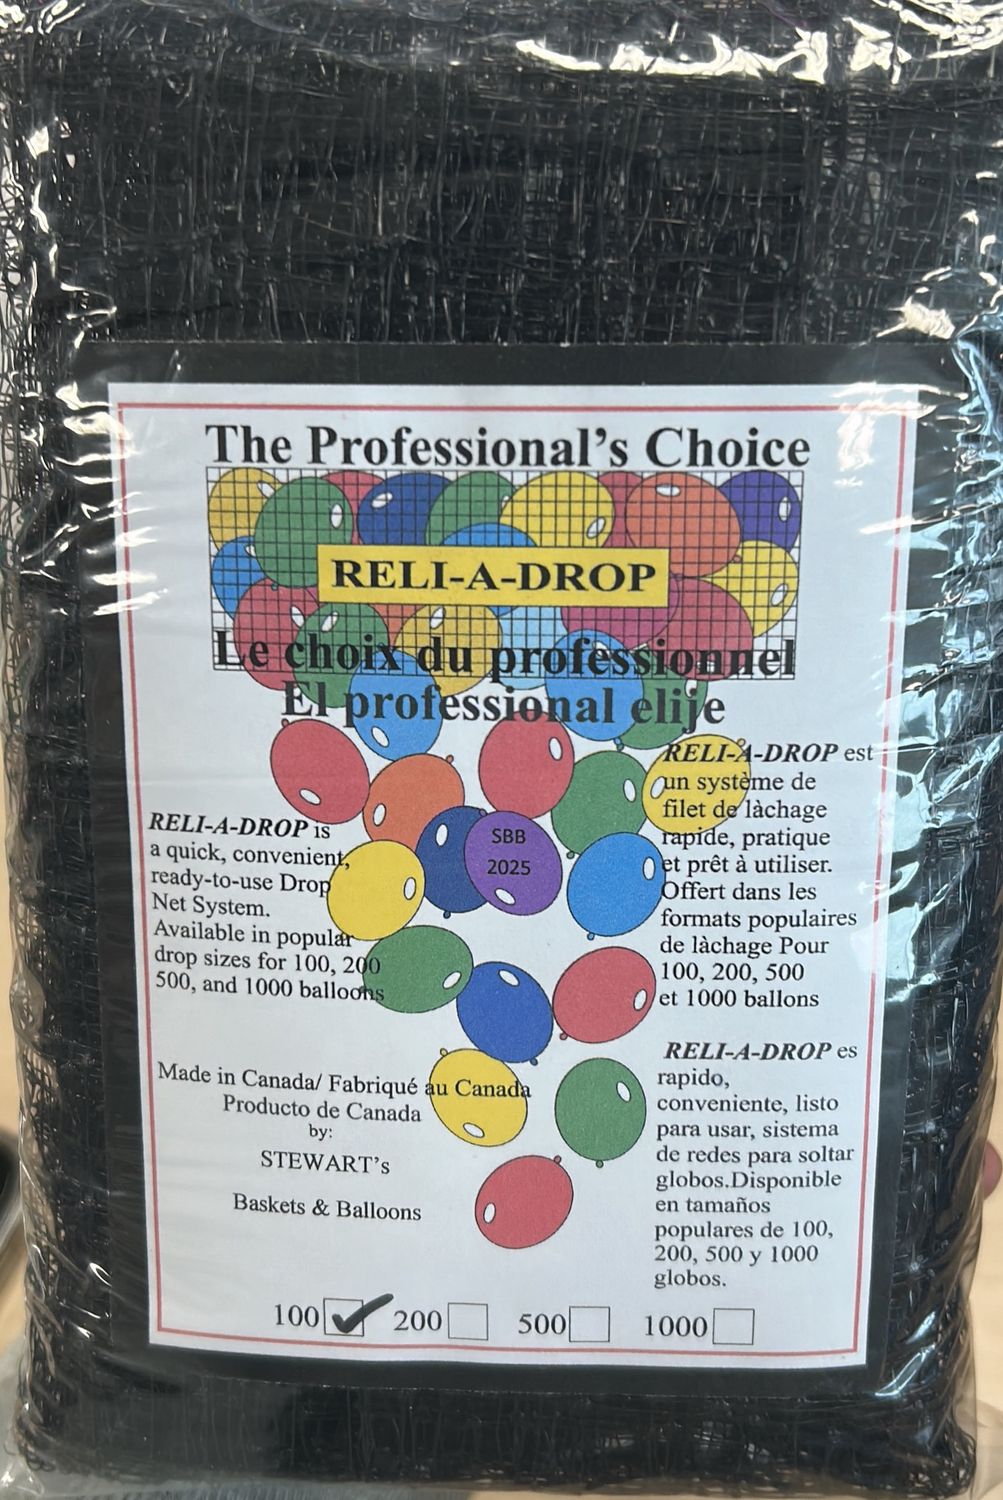 The Professional's Choice
RELI-A-DROP
Le choix du professionnel
El professional elije
RELI-A-DROP is
a quick, convenient,
ready-to-use Drop
Net System.
Available in popular
drop sizes for 100, 200
500, and 1000 balloons
SBB
2025
RELI-A-DROP est
un système de
filet de làchage
rapide, pratique
et prêt à utiliser.
Offert dans les
formats populaires
de làchage Pour
100, 200, 500
et 1000 ballons
Made in Canada/ Fabriqué au Canada
Producto de Canada
by:
STEWART's
Baskets & Balloons
RELI-A-DROP es
rapido,
conveniente, listo
para usar, sistema
de redes para soltar
globos.Disponible
en tamaños
populares de 100,
200, 500 y 1000
globos.
100 ✓ 200 ☐ 500 ☐ 1000 ☐